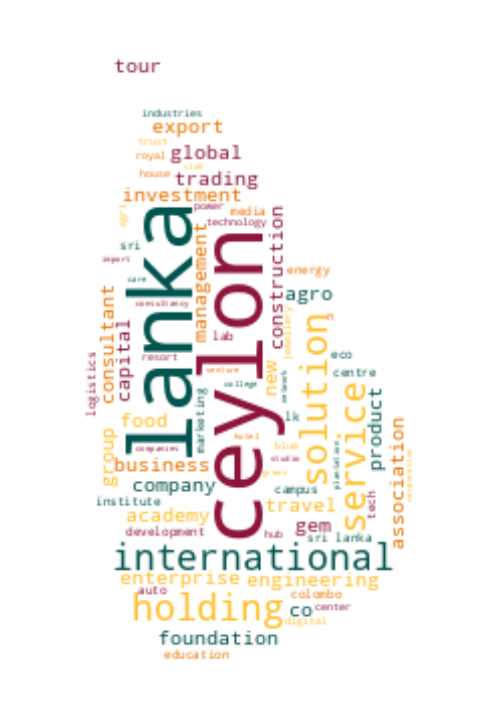 tour
industries
export
trust
royal
global
club
house
trading
investment
power
agri
media
technology
lanka
ceylon
management
construction
sri
import
energy
care
agro
consultancy
consultant
capital
jewellery
lab
solution
logistics
resort
eco
venture
centre
new
college
network
service
product
marketing
lk
food
group
hotel
association
companies
blue
business
studio
plantation
green
corporation
company
campus
tech
institute
travel
academy
gem
development
hub
sri lanka
international
enterprise
engineering
auto
colombo
holding
co
center
digital
foundation
education